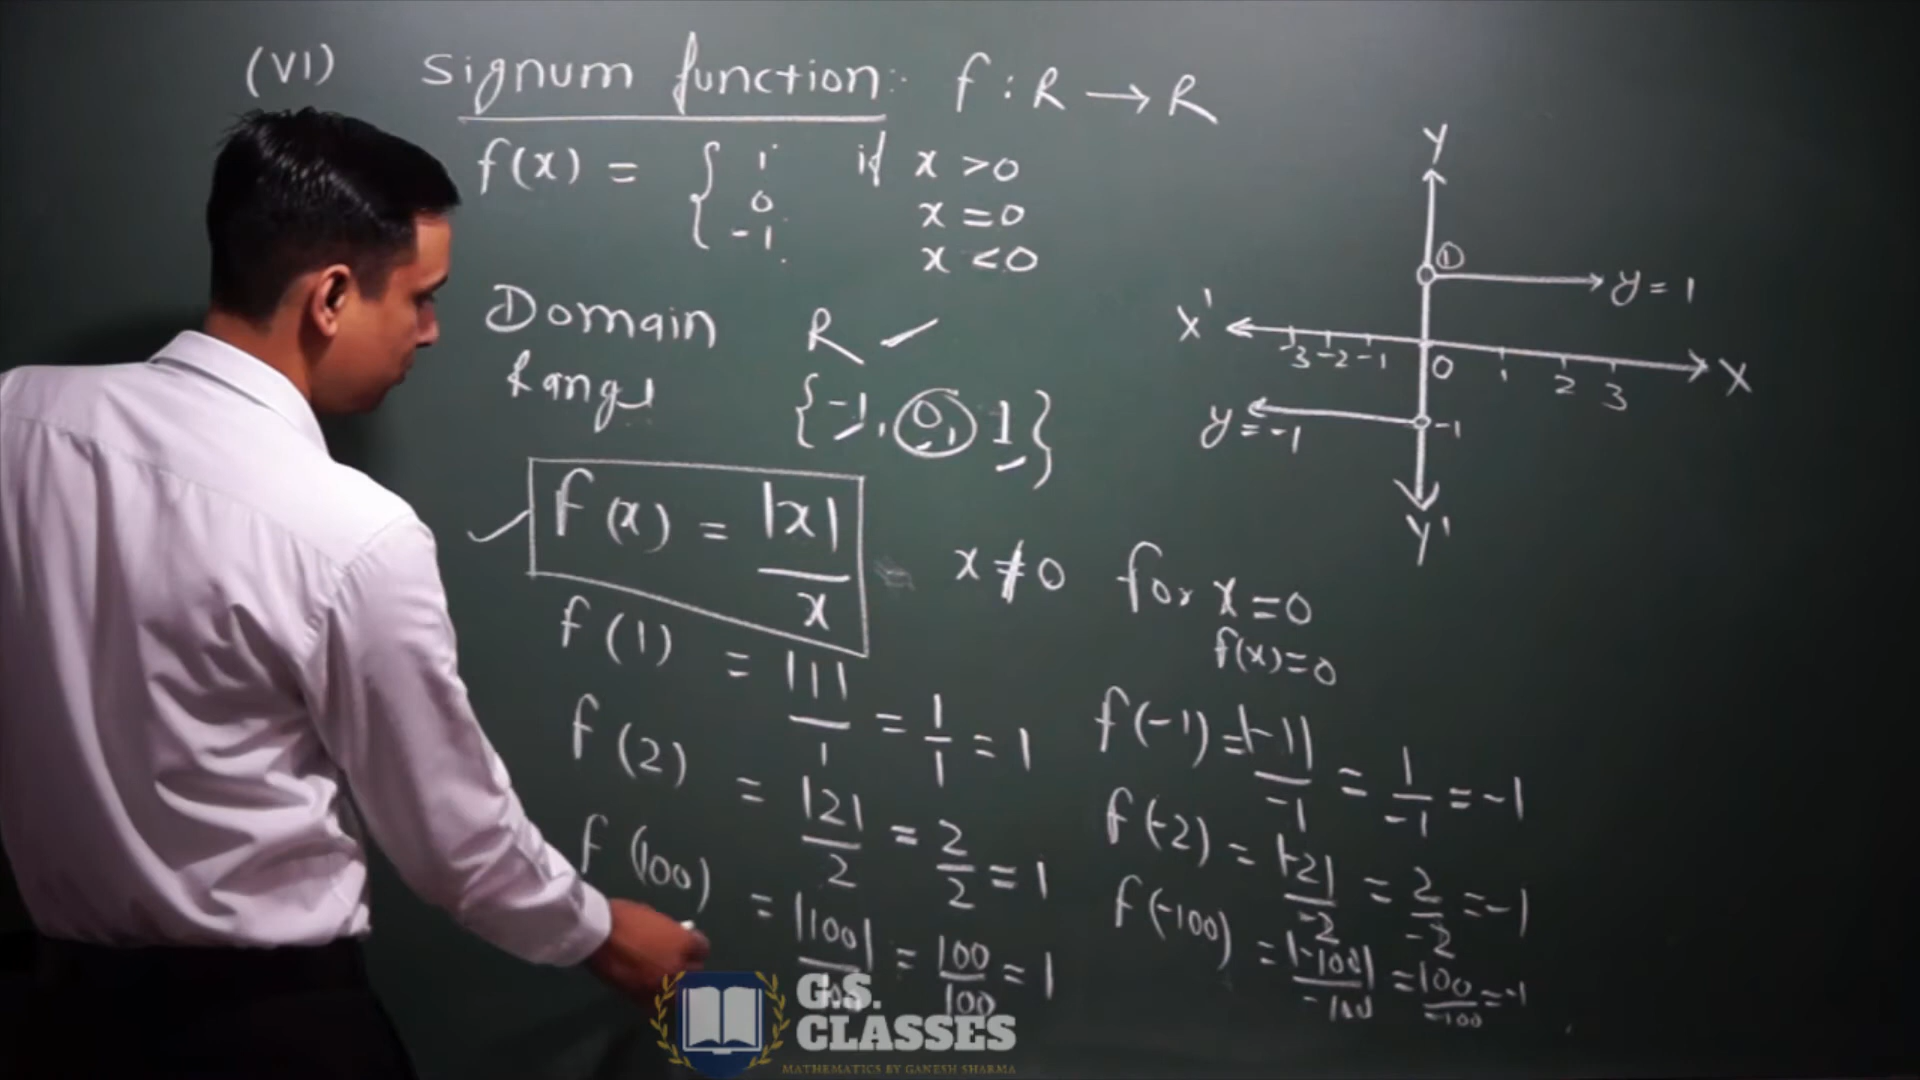 (VI) Signum function:- f : R → R
f(x) = { 1 if x > 0
0 x = 0
-1 x < 0
Domain R ✓
Range {-1, 0, 1}
✓ f(x) = |x| / x x ≠ 0 for x = 0
f(x) = 0
f(1) = |1| / 1 = 1/1 = 1
f(2) = |2| / 2 = 2/2 = 1
f(100) = |100| / 100 = 100/100 = 1
f(-1) = |-1| / -1 = 1/-1 = -1
f(-2) = |-2| / -2 = 2/-2 = -1
f(-100) = |-100| / -100 = 100/-100 = -1
Y
1
y = 1
X' -3 -2 -1 0 1 2 3 X
y = -1 -1
Y'
G.S.
CLASSES
MATHEMATICS BY GANESH SHARMA